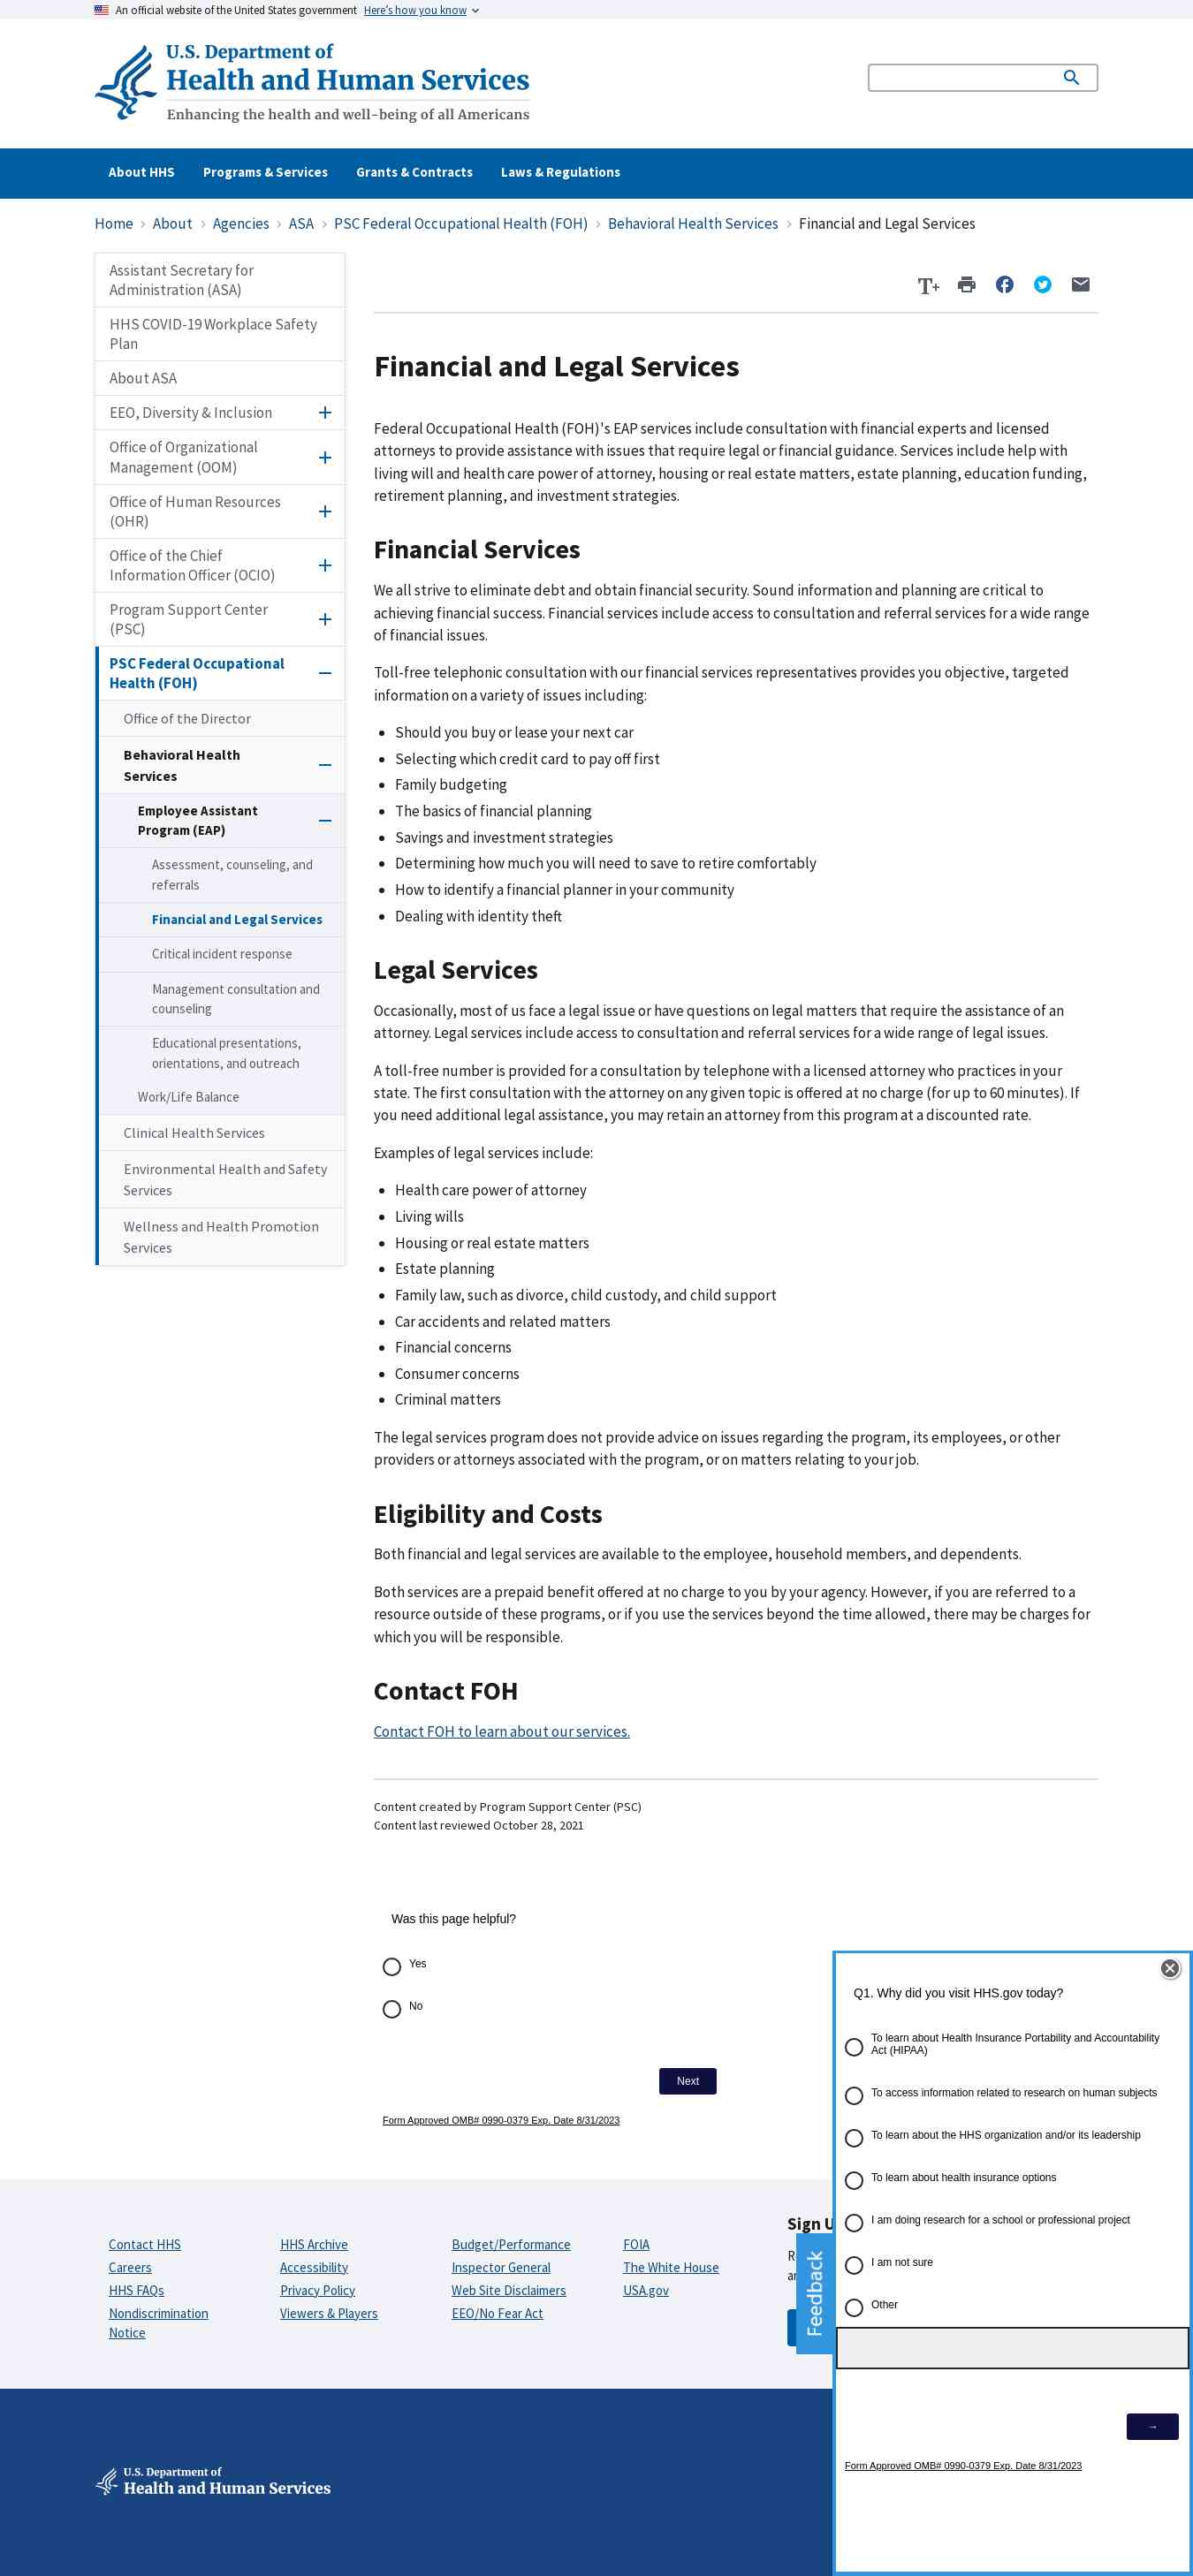 An official website of the United States government Here's how you know
U.S. Department of
Health and Human Services
Enhancing the health and well-being of all Americans
About HHS Programs & Services Grants & Contracts Laws & Regulations
Home › About › Agencies › ASA › PSC Federal Occupational Health (FOH) › Behavioral Health Services › Financial and Legal Services
Assistant Secretary for
Administration (ASA)
HHS COVID-19 Workplace Safety
Plan
About ASA
EEO, Diversity & Inclusion
Office of Organizational
Management (OOM)
Office of Human Resources
(OHR)
Office of the Chief
Information Officer (OCIO)
Program Support Center
(PSC)
PSC Federal Occupational
Health (FOH)
Office of the Director
Behavioral Health
Services
Employee Assistant
Program (EAP)
Assessment, counseling, and
referrals
Financial and Legal Services
Critical incident response
Management consultation and
counseling
Educational presentations,
orientations, and outreach
Work/Life Balance
Clinical Health Services
Environmental Health and Safety
Services
Wellness and Health Promotion
Services
T+
Financial and Legal Services
Federal Occupational Health (FOH)'s EAP services include consultation with financial experts and licensed
attorneys to provide assistance with issues that require legal or financial guidance. Services include help with
living will and health care power of attorney, housing or real estate matters, estate planning, education funding,
retirement planning, and investment strategies.
Financial Services
We all strive to eliminate debt and obtain financial security. Sound information and planning are critical to
achieving financial success. Financial services include access to consultation and referral services for a wide range
of financial issues.
Toll-free telephonic consultation with our financial services representatives provides you objective, targeted
information on a variety of issues including:
• Should you buy or lease your next car
• Selecting which credit card to pay off first
• Family budgeting
• The basics of financial planning
• Savings and investment strategies
• Determining how much you will need to save to retire comfortably
• How to identify a financial planner in your community
• Dealing with identity theft
Legal Services
Occasionally, most of us face a legal issue or have questions on legal matters that require the assistance of an
attorney. Legal services include access to consultation and referral services for a wide range of legal issues.
A toll-free number is provided for a consultation by telephone with a licensed attorney who practices in your
state. The first consultation with the attorney on any given topic is offered at no charge (for up to 60 minutes). If
you need additional legal assistance, you may retain an attorney from this program at a discounted rate.
Examples of legal services include:
• Health care power of attorney
• Living wills
• Housing or real estate matters
• Estate planning
• Family law, such as divorce, child custody, and child support
• Car accidents and related matters
• Financial concerns
• Consumer concerns
• Criminal matters
The legal services program does not provide advice on issues regarding the program, its employees, or other
providers or attorneys associated with the program, or on matters relating to your job.
Eligibility and Costs
Both financial and legal services are available to the employee, household members, and dependents.
Both services are a prepaid benefit offered at no charge to you by your agency. However, if you are referred to a
resource outside of these programs, or if you use the services beyond the time allowed, there may be charges for
which you will be responsible.
Contact FOH
Contact FOH to learn about our services.
Content created by Program Support Center (PSC)
Content last reviewed October 28, 2021
Was this page helpful?
Yes
No
Next
Form Approved OMB# 0990-0379 Exp. Date 8/31/2023
Q1. Why did you visit HHS.gov today?
To learn about Health Insurance Portability and Accountability
Act (HIPAA)
To access information related to research on human subjects
To learn about the HHS organization and/or its leadership
To learn about health insurance options
I am doing research for a school or professional project
I am not sure
Other
→
Form Approved OMB# 0990-0379 Exp. Date 8/31/2023
Feedback
Contact HHS
Careers
HHS FAQs
Nondiscrimination
Notice
HHS Archive
Accessibility
Privacy Policy
Viewers & Players
Budget/Performance
Inspector General
Web Site Disclaimers
EEO/No Fear Act
FOIA
The White House
USA.gov
Sign U
U.S. Department of
Health and Human Services